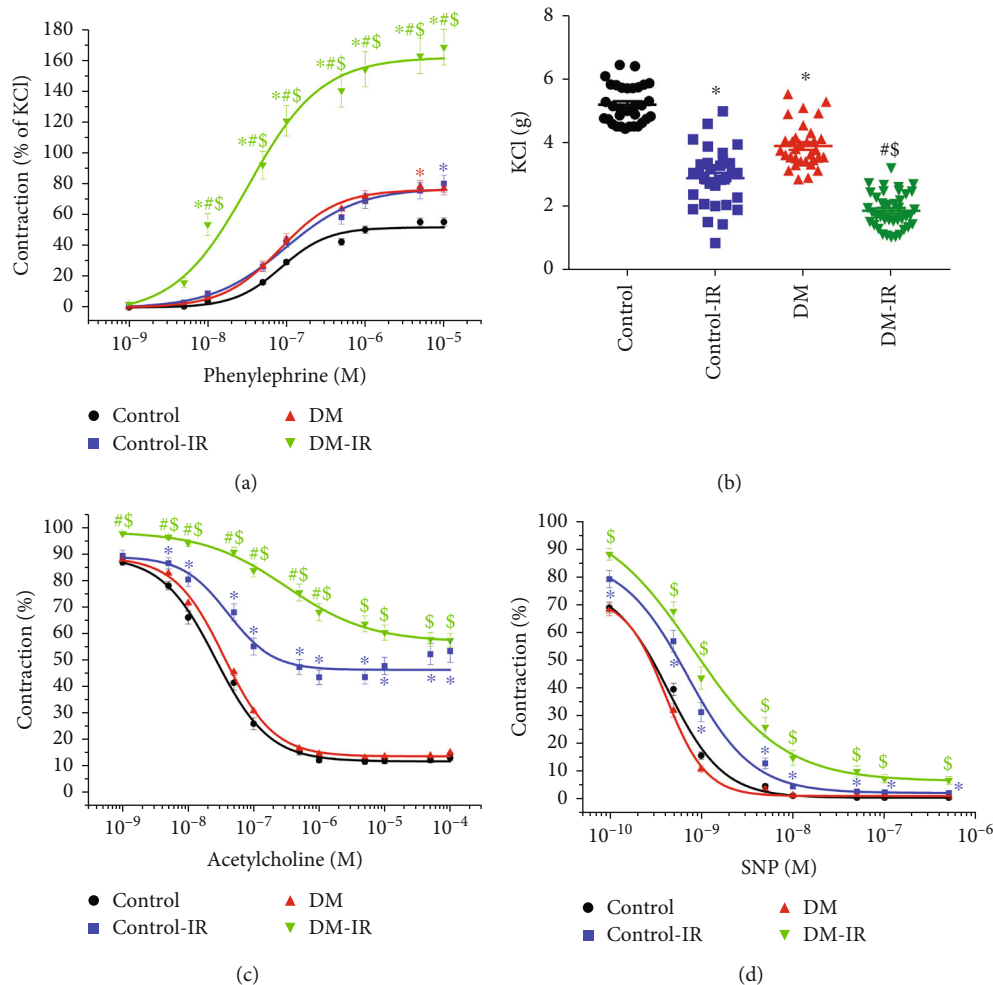 180
160
140
120
100
80
60
40
20
0
Contraction (% of KCl)
*#$ *#$ *#$ *#$ *#$ *#$ *#$
* *
10⁻⁹ 10⁻⁸ 10⁻⁷ 10⁻⁶ 10⁻⁵
Phenylephrine (M)
Control DM
Control-IR DM-IR
(a)
8
6
4
2
0
KCl (g)
* * #$
Control Control-IR DM DM-IR
(b)
100
90
80
70
60
50
40
30
20
10
0
Contraction (%)
#$ #$ #$ #$ #$ #$ #$ $ $ $ $
* * * * * * * * * *
10⁻⁹ 10⁻⁸ 10⁻⁷ 10⁻⁶ 10⁻⁵ 10⁻⁴
Acetylcholine (M)
Control DM
Control-IR DM-IR
(c)
100
90
80
70
60
50
40
30
20
10
0
Contraction (%)
$ $ $ $ $ $ $ $
* * * * * * * *
10⁻¹⁰ 10⁻⁹ 10⁻⁸ 10⁻⁷ 10⁻⁶
SNP (M)
Control DM
Control-IR DM-IR
(d)